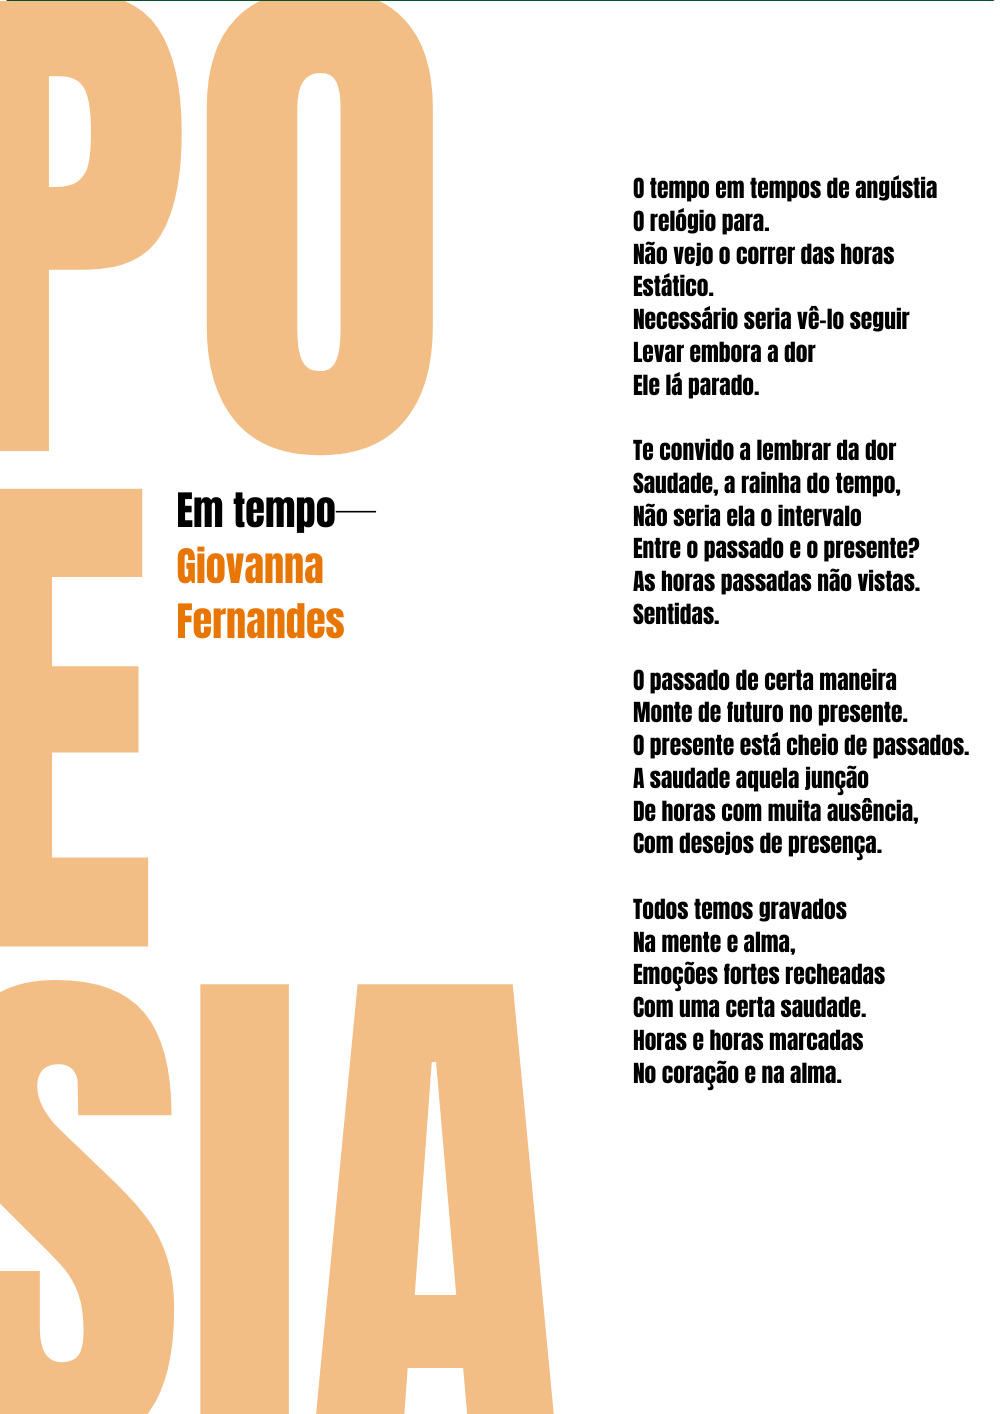 PO
E
SIA
Em tempo—
Giovanna
Fernandes
O tempo em tempos de angústia
O relógio para.
Não vejo o correr das horas
Estático.
Necessário seria vê-lo seguir
Levar embora a dor
Ele lá parado.
Te convido a lembrar da dor
Saudade, a rainha do tempo,
Não seria ela o intervalo
Entre o passado e o presente?
As horas passadas não vistas.
Sentidas.
O passado de certa maneira
Monte de futuro no presente.
O presente está cheio de passados.
A saudade aquela junção
De horas com muita ausência,
Com desejos de presença.
Todos temos gravados
Na mente e alma,
Emoções fortes recheadas
Com uma certa saudade.
Horas e horas marcadas
No coração e na alma.